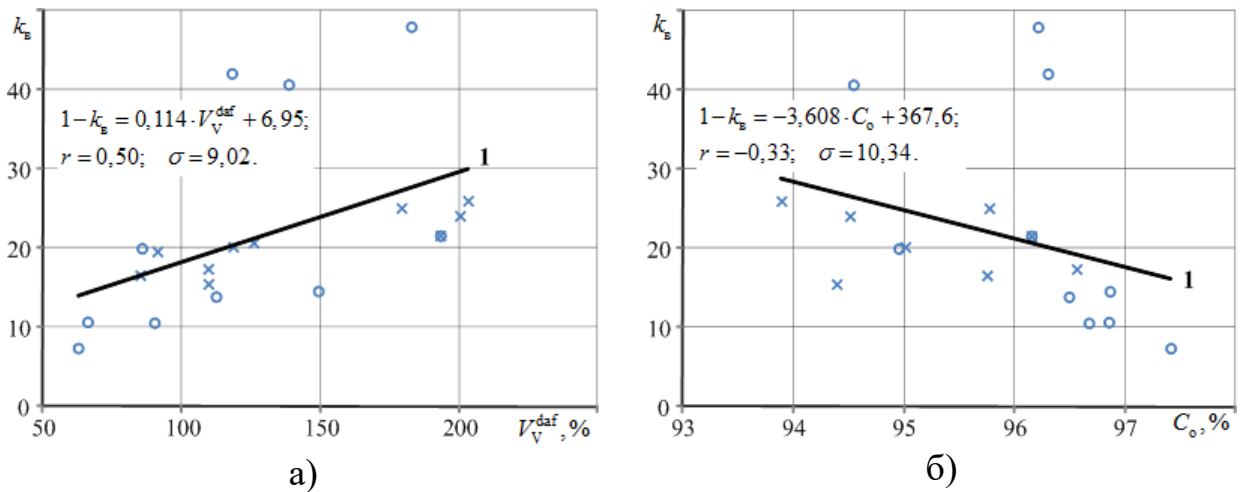 k_в
40
30
20
10
0
1−k_в = 0,114·V_V^daf + 6,95;
r = 0,50; σ = 9,02.
1
50 100 150 200 V_V^daf, %
а)
k_в
40
30
20
10
0
1−k_в = −3,608·C_о + 367,6;
r = −0,33; σ = 10,34.
1
93 94 95 96 97 C_о, %
б)